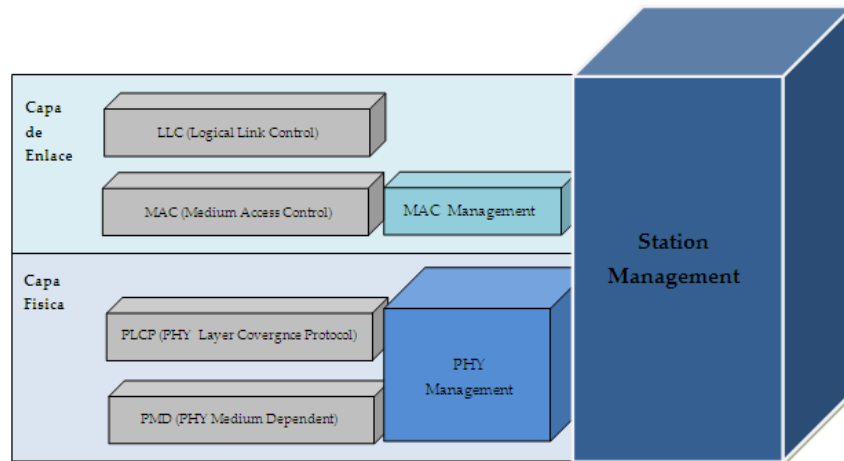 Capa
de
Enlace
LLC (Logical Link Control)
MAC (Medium Access Control)
MAC Management
Station
Management
Capa
Fisica
PLCP (PHY Layer Covergnce Protocol)
PHY
Management
PMD (PHY Medium Dependent)